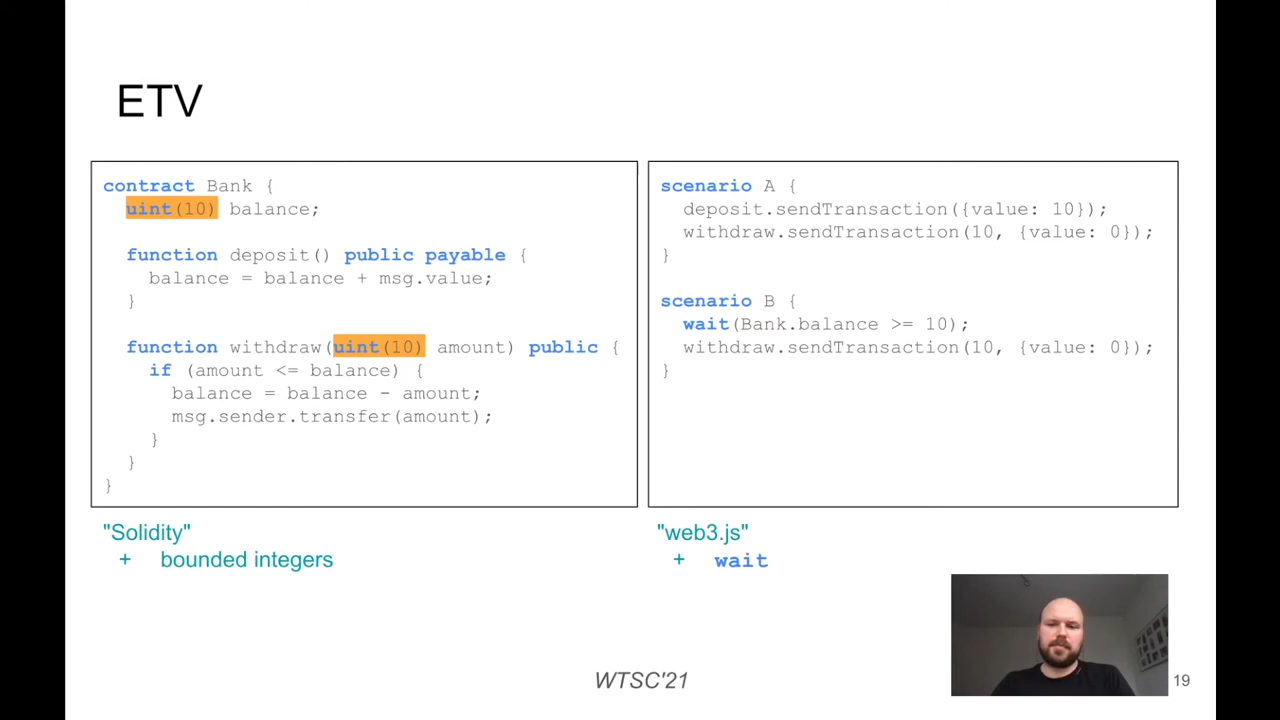 ETV
contract Bank {
uint(10) balance;
function deposit() public payable {
balance = balance + msg.value;
}
function withdraw(uint(10) amount) public {
if (amount <= balance) {
balance = balance - amount;
msg.sender.transfer(amount);
}
}
}
scenario A {
deposit.sendTransaction({value: 10});
withdraw.sendTransaction(10, {value: 0});
}
scenario B {
wait(Bank.balance >= 10);
withdraw.sendTransaction(10, {value: 0});
}
"Solidity"
+ bounded integers
"web3.js"
+ wait
WTSC'21
19